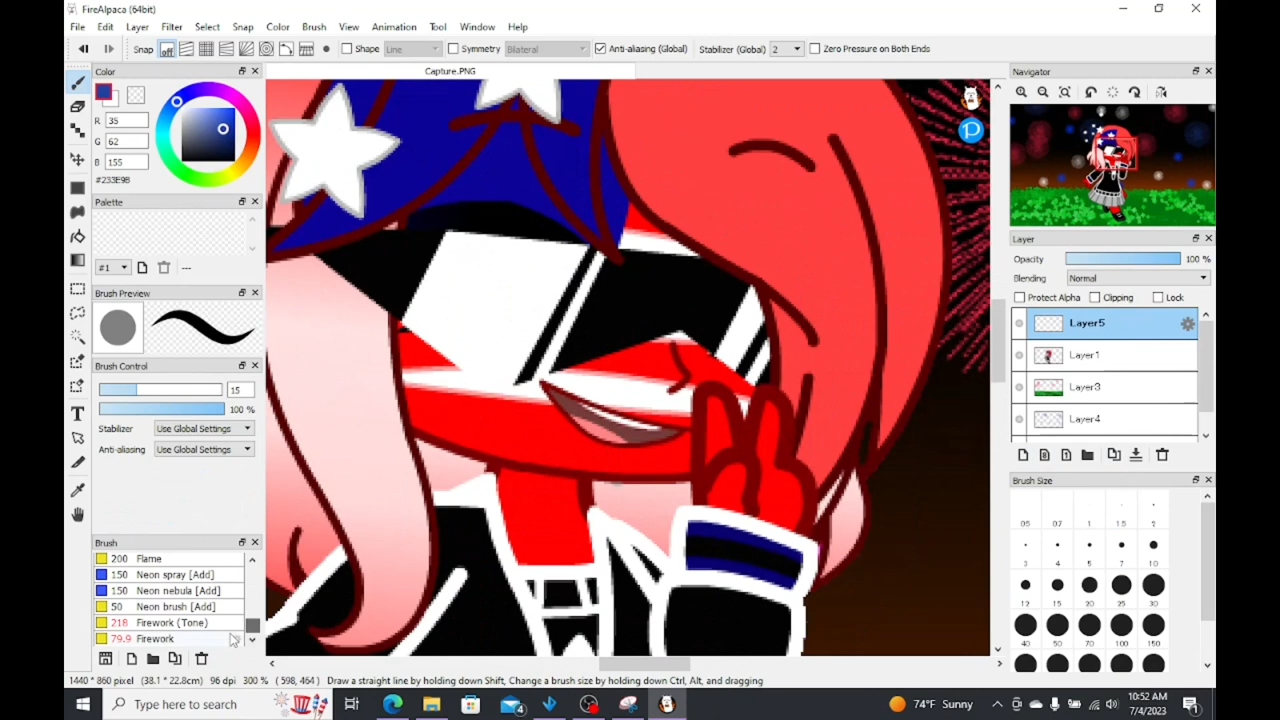 FireAlpaca (64bit)
File Edit Layer Filter Select Snap Color Brush View Animation Tool Window Help
Snap off Shape Line Symmetry Bilateral Anti-aliasing (Global) Stabilizer (Global) 2 Zero Pressure on Both Ends
Color
Capture.PNG
Navigator
R 35
G 62
B 155
#233E9B
Palette
#1
---
Brush Preview
Brush Control
15
100 %
Stabilizer Use Global Settings
Anti-aliasing Use Global Settings
Brush
200 Flame
150 Neon spray [Add]
150 Neon nebula [Add]
50 Neon brush [Add]
218 Firework (Tone)
79.9 Firework
P
Layer
Opacity 100 %
Blending Normal
Protect Alpha Clipping Lock
Layer5
Layer1
Layer3
Layer4
Brush Size
05 07 1 1.5 2
3 4 5 7 10
12 15 20 25 30
40 50 70 100 150
1440 * 860 pixel (38.1 * 22.8cm) 96 dpi 300 % ( 598, 464 ) Draw a straight line by holding down Shift, Change a brush size by holding down Ctrl, Alt, and dragging
Type here to search
4
74°F Sunny
10:52 AM
7/4/2023
1